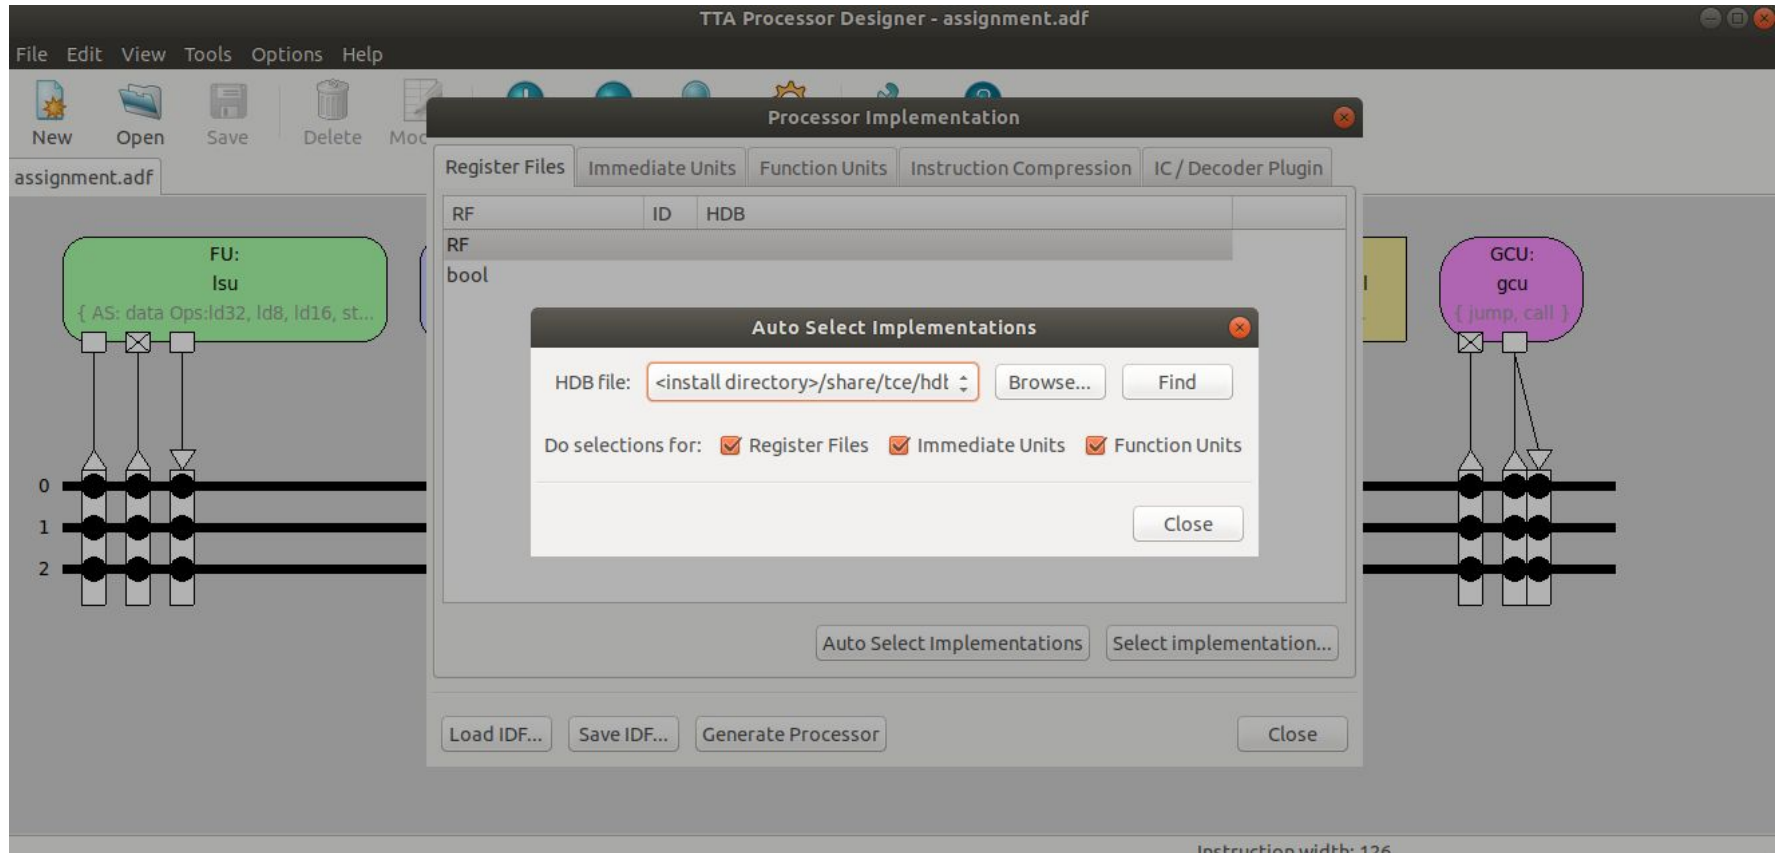 TTA Processor Designer - assignment.adf
File Edit View Tools Options Help
New Open Save Delete
assignment.adf
Processor Implementation
Register Files Immediate Units Function Units Instruction Compression IC / Decoder Plugin
RF ID HDB
RF
bool
FU:
lsu
{ AS: data Ops:ld32, ld8, ld16, st...
GCU:
gcu
{ jump, call }
Auto Select Implementations
HDB file: <install directory>/share/tce/hdb Browse... Find
Do selections for: Register Files Immediate Units Function Units
Close
0
1
2
Auto Select Implementations Select implementation...
Load IDF... Save IDF... Generate Processor Close
Instruction width: 126